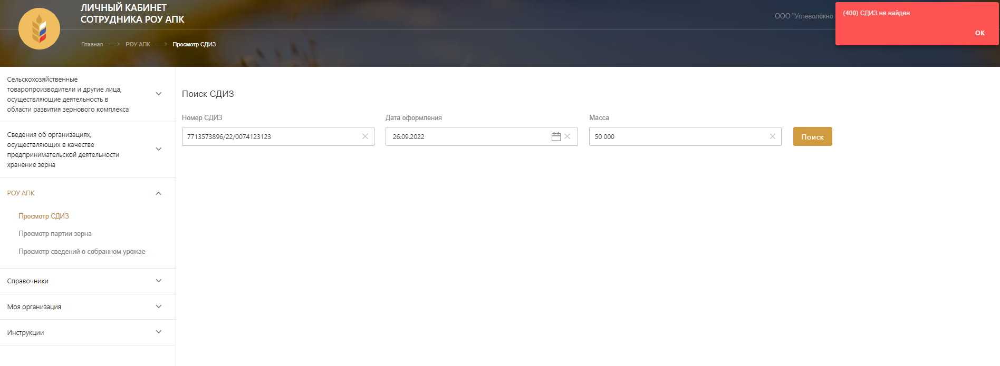 ЛИЧНЫЙ КАБИНЕТ
СОТРУДНИКА РОУ АПК
ООО "Углеволокно
(400) СДИЗ не найден
ОК
Главная
РОУ АПК
Просмотр СДИЗ
Сельскохозяйственные
товаропроизводители и другие лица,
осуществляющие деятельность в
области развития зернового комплекса
Сведения об организациях,
осуществляющих в качестве
предпринимательской деятельности
хранение зерна
РОУ АПК
Просмотр СДИЗ
Просмотр партии зерна
Просмотр сведений о собранном урожае
Справочники
Моя организация
Инструкции
Поиск СДИЗ
Номер СДИЗ
Дата оформления
Масса
7713573896/22/0074123123
26.09.2022
50 000
Поиск